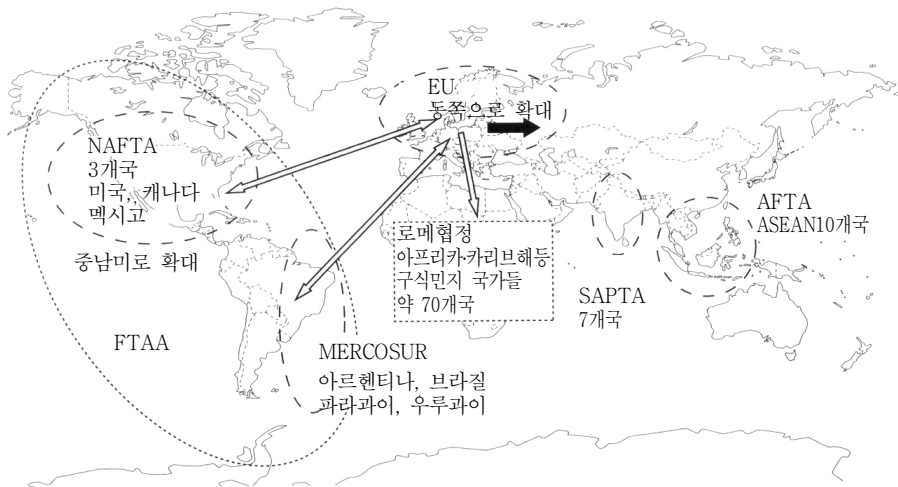 EU
동쪽으로 확대
NAFTA
3개국
미국, 캐나다
멕시고
중남미로 확대
FTAA
MERCOSUR
아르헨티나, 브라질
파라과이, 우루과이
로메협정
아프리카·카리브해등
구식민지 국가들
약 70개국
SAPTA
7개국
AFTA
ASEAN10개국